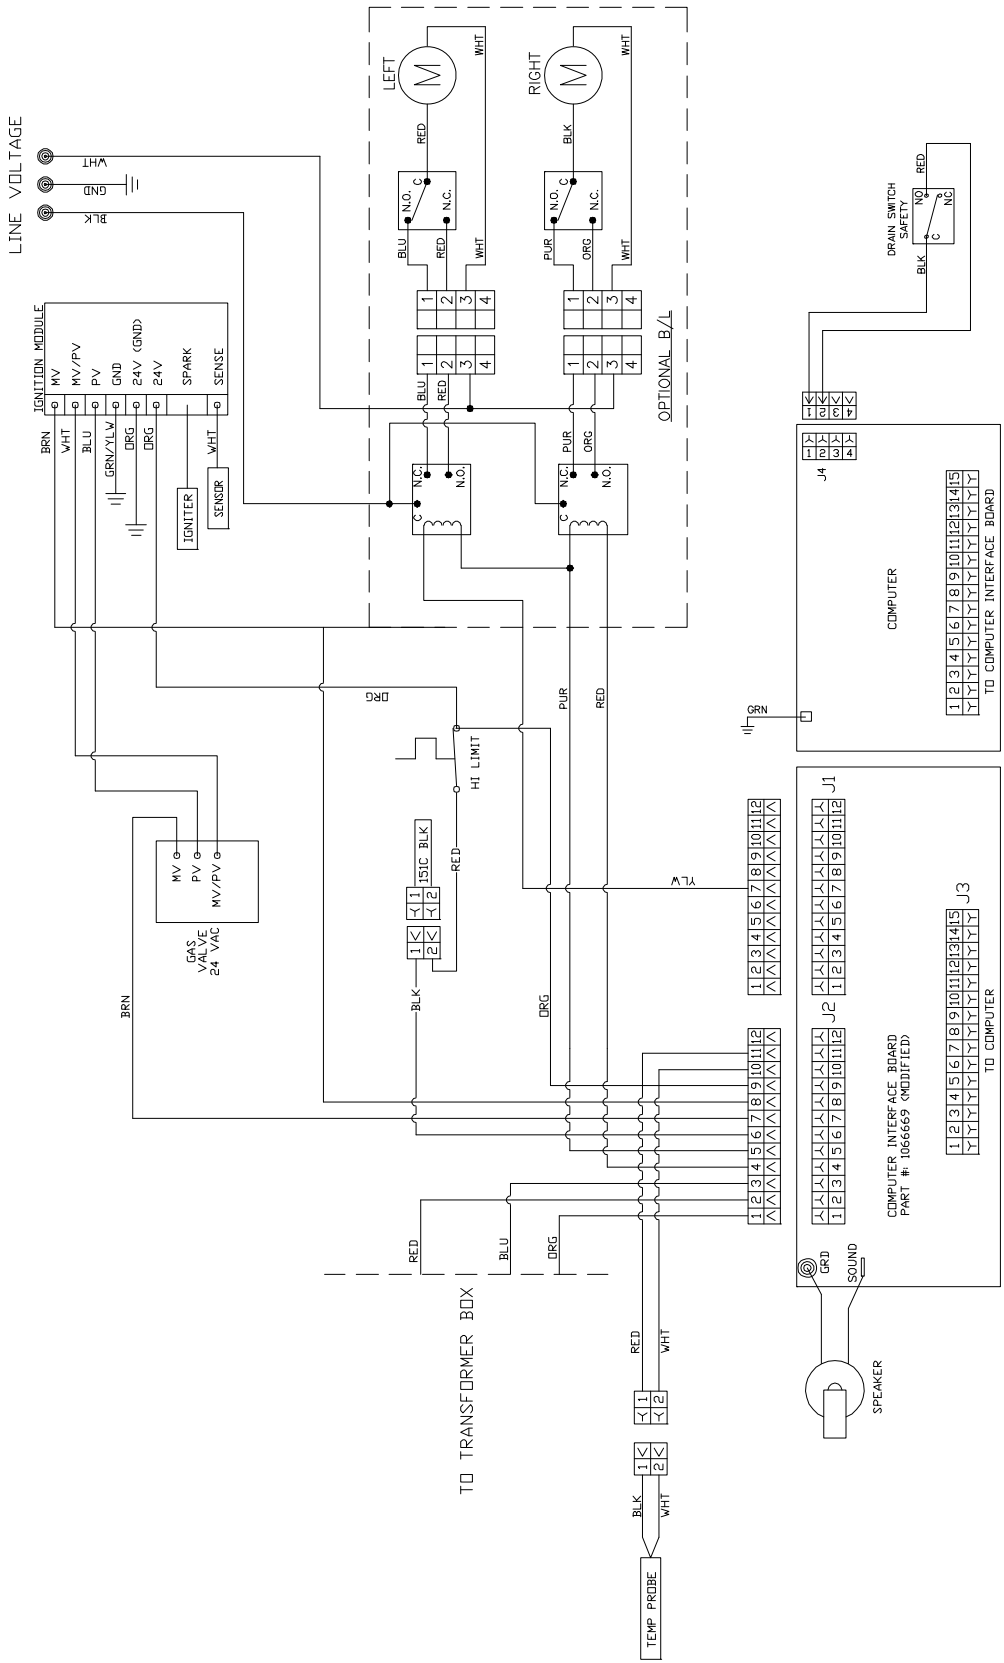 LINE VOLTAGE
WHT
GND
BLK
IGNITION MODULE
MV
MV/PV
PV
GND
24V (GND)
24V
SPARK
SENSE
BRN
WHT
BLU
GRN/YLW
ORG
ORG
WHT
IGNITER
SENSOR
LEFT
M
WHT
RED
N.O.
C
N.C.
BLU
RED
WHT
1
2
3
4
1
2
3
4
BLU
RED
N.C.
N.O.
C
RIGHT
M
WHT
BLK
N.O.
C
N.C.
PUR
ORG
WHT
1
2
3
4
1
2
3
4
PUR
ORG
N.C.
N.O.
C
OPTIONAL B/L
GAS
VALVE
24 VAC
MV
PV
MV/PV
BRN
ORG
HI LIMIT
RED
151C BLK
1
2
1
2
BLK
ORG
PUR
RED
YLW
DRAIN SWITCH
SAFETY
NO
NC
C
RED
BLK
1
2
3
4
1
2
3
4
J4
COMPUTER
GRN
1 2 3 4 5 6 7 8 9 10 11 12 13 14 15
TO COMPUTER INTERFACE BOARD
1 2 3 4 5 6 7 8 9 10 11 12
1 2 3 4 5 6 7 8 9 10 11 12
J1
1 2 3 4 5 6 7 8 9 10 11 12
1 2 3 4 5 6 7 8 9 10 11 12
J2
COMPUTER INTERFACE BOARD
PART #: 1066669 (MODIFIED)
1 2 3 4 5 6 7 8 9 10 11 12 13 14 15
J3
TO COMPUTER
GRD
SOUND
SPEAKER
TO TRANSFORMER BOX
RED
BLU
ORG
RED
WHT
1
2
1
2
BLK
WHT
TEMP PROBE